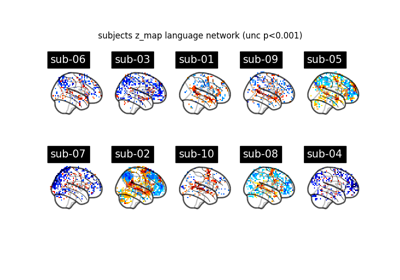 subjects z_map language network (unc p<0.001)
sub-06
sub-03
sub-01
sub-09
sub-05
sub-07
sub-02
sub-10
sub-08
sub-04